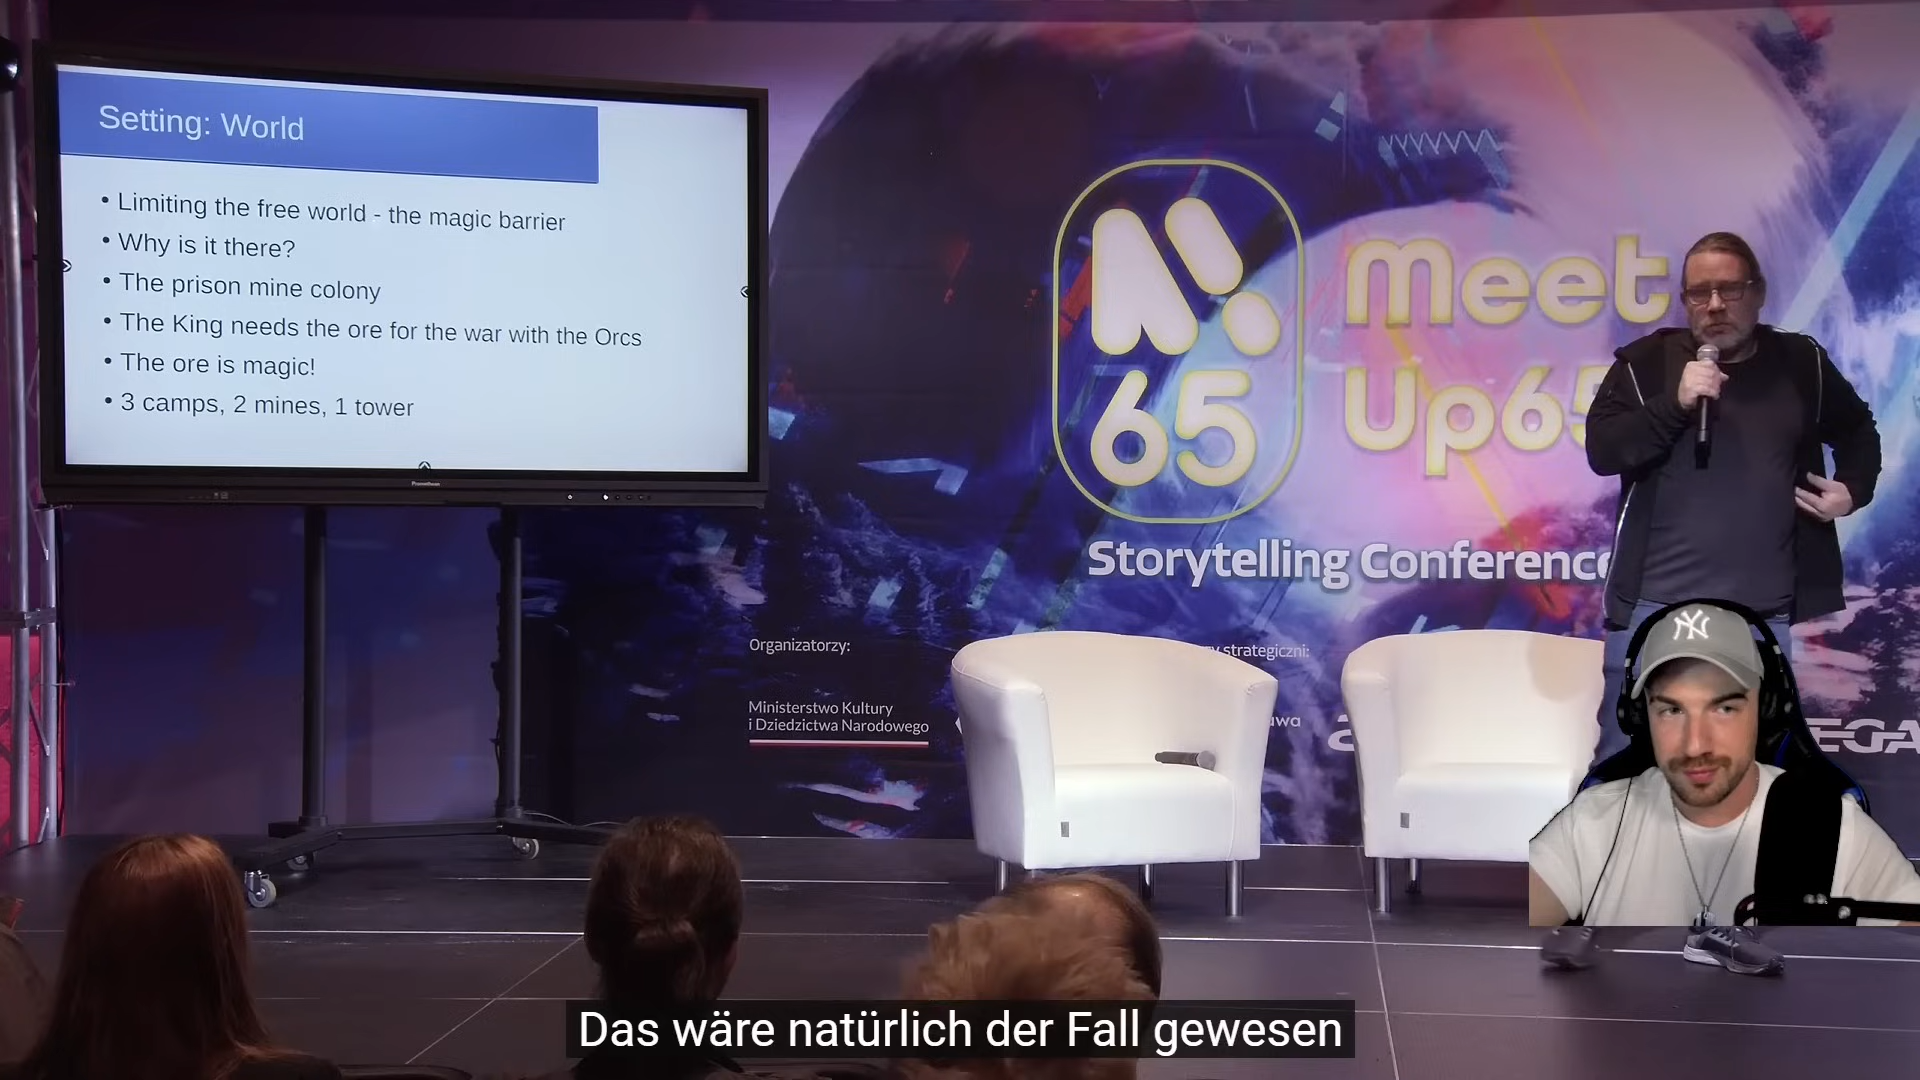 Setting: World
• Limiting the free world - the magic barrier
• Why is it there?
• The prison mine colony
• The King needs the ore for the war with the Orcs
• The ore is magic!
• 3 camps, 2 mines, 1 tower
Promethean
65
Meet
Up65
Storytelling Conference
Organizatorzy:
strategiczni:
Ministerstwo Kultury
i Dziedzictwa Narodowego
NY
Das wäre natürlich der Fall gewesen